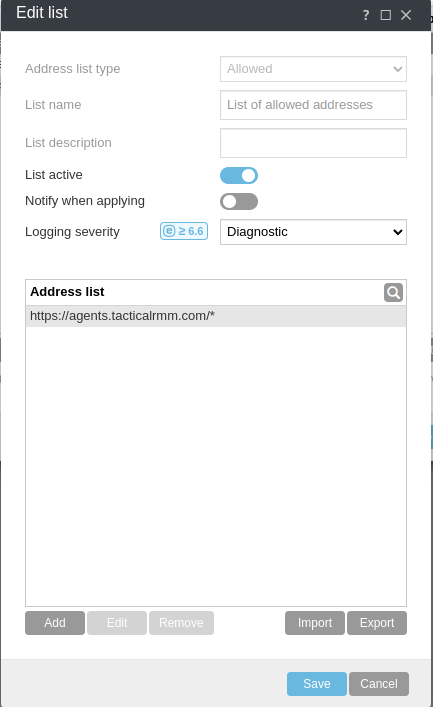 Edit list ?
Address list type Allowed
List name List of allowed addresses
List description
List active
Notify when applying
Logging severity ≥ 6.6 Diagnostic
Address list
https://agents.tacticalrmm.com/*
Add Edit Remove Import Export
Save Cancel